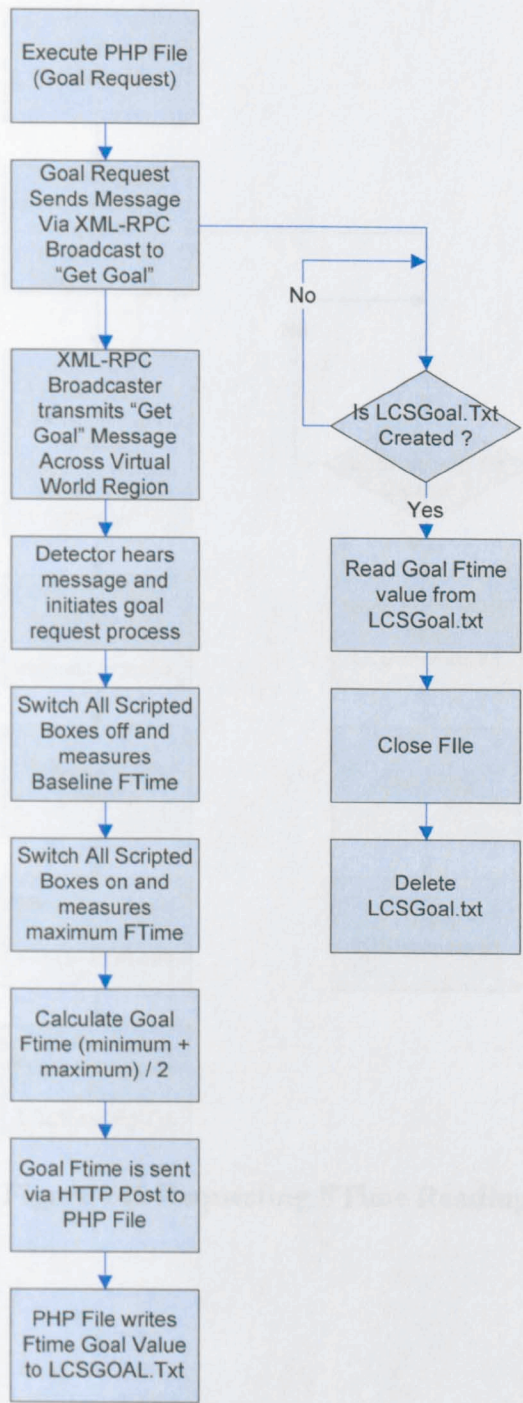 Execute PHP File
(Goal Request)
Goal Request
Sends Message
Via XML-RPC
Broadcast to
“Get Goal”
XML-RPC
Broadcaster
transmits “Get
Goal” Message
Across Virtual
World Region
Detector hears
message and
initiates goal
request process
Switch All Scripted
Boxes off and
measures
Baseline FTime
Switch All Scripted
Boxes on and
measures
maximum FTime
Calculate Goal
Ftime (minimum +
maximum) / 2
Goal Ftime is sent
via HTTP Post to
PHP File
PHP File writes
Ftime Goal Value
to LCSGOAL.Txt
No
Is LCSGoal.Txt
Created ?
Yes
Read Goal Ftime
value from
LCSGoal.txt
Close FIle
Delete
LCSGoal.txt
Time Reading